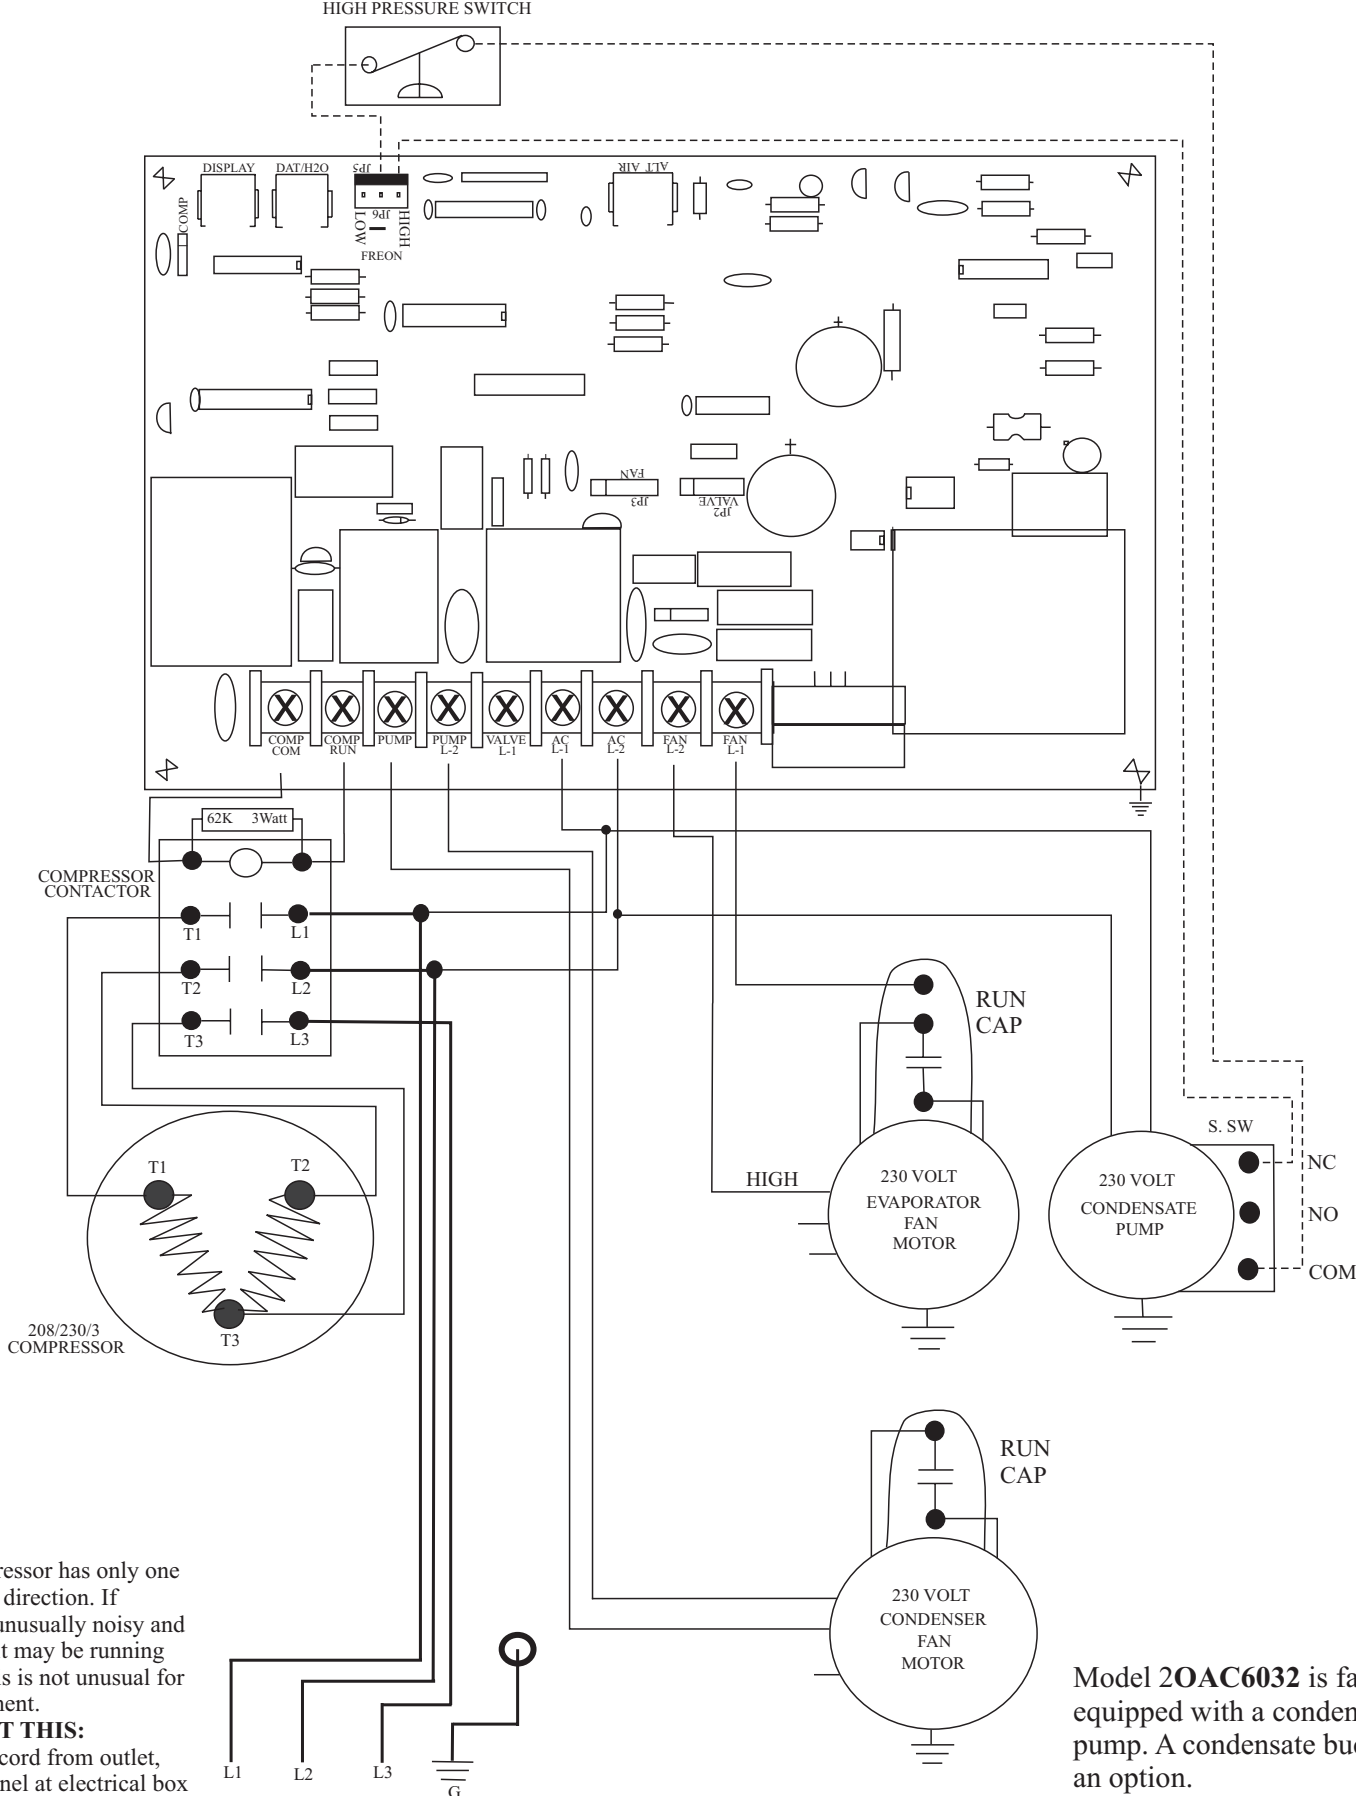 HIGH PRESSURE SWITCH
DISPLAY
DAT/H2O
JP5
ALT AIR
COMP
LOW
JP6
HIGH
FREON
FAN
JP3
VALVE
JP2
COMP
COM
COMP
RUN
PUMP
PUMP
L-2
VALVE
L-1
AC
L-1
AC
L-2
FAN
L-2
FAN
L-1
62K 3Watt
COMPRESSOR
CONTACTOR
T1
L1
T2
L2
T3
L3
RUN
CAP
S. SW
NC
NO
COM
HIGH
230 VOLT
EVAPORATOR
FAN
MOTOR
230 VOLT
CONDENSATE
PUMP
T1
T2
T3
208/230/3
COMPRESSOR
RUN
CAP
230 VOLT
CONDENSER
FAN
MOTOR
ressor has only one
direction. If
unusually noisy and
t may be running
is is not unusual for
nent.
T THIS:
cord from outlet,
nel at electrical box
L1
L2
L3
G
Model 2OAC6032 is fa
equipped with a conden
pump. A condensate buc
an option.